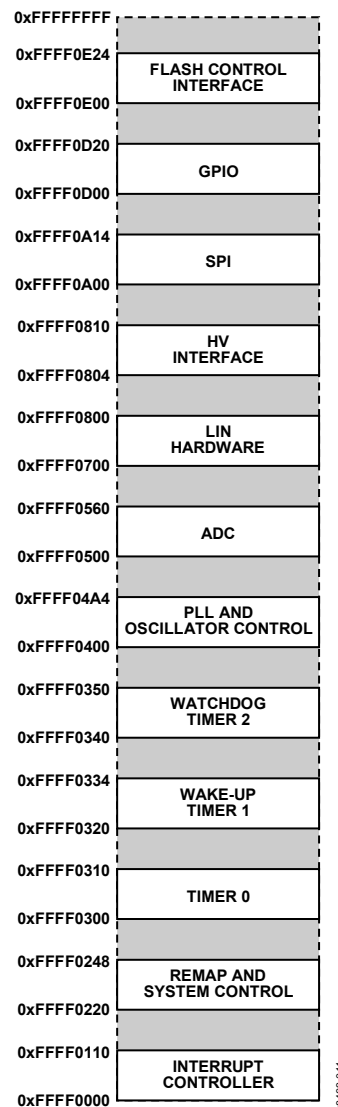 0xFFFFFFFF
0xFFFF0E24
FLASH CONTROL
INTERFACE
0xFFFF0E00
0xFFFF0D20
GPIO
0xFFFF0D00
0xFFFF0A14
SPI
0xFFFF0A00
0xFFFF0810
HV
INTERFACE
0xFFFF0804
0xFFFF0800
LIN
HARDWARE
0xFFFF0700
0xFFFF0560
ADC
0xFFFF0500
0xFFFF04A4
PLL AND
OSCILLATOR CONTROL
0xFFFF0400
0xFFFF0350
WATCHDOG
TIMER 2
0xFFFF0340
0xFFFF0334
WAKE-UP
TIMER 1
0xFFFF0320
0xFFFF0310
TIMER 0
0xFFFF0300
0xFFFF0248
REMAP AND
SYSTEM CONTROL
0xFFFF0220
0xFFFF0110
INTERRUPT
CONTROLLER
0xFFFF0000